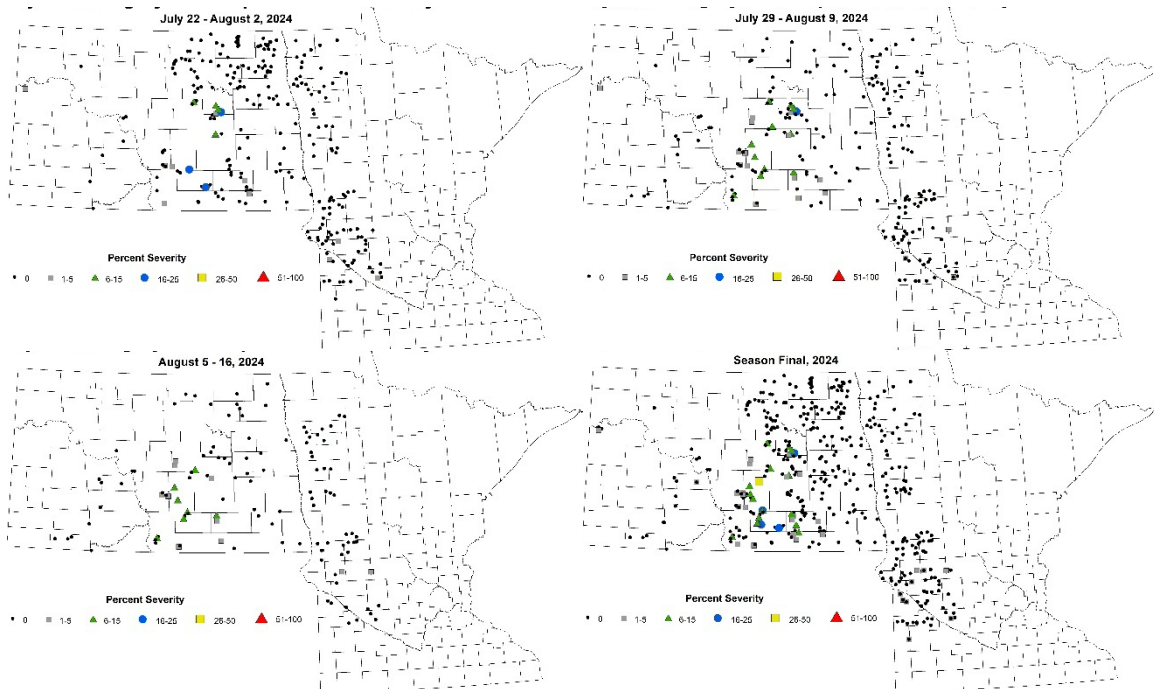 July 22 - August 2, 2024
Percent Severity
0 1-5 6-15 16-25 26-50 51-100
July 29 - August 9, 2024
Percent Severity
0 1-5 6-15 16-25 26-50 51-100
August 5 - 16, 2024
Percent Severity
0 1-5 6-15 16-25 26-50 51-100
Season Final, 2024
Percent Severity
0 1-5 6-15 16-25 26-50 51-100